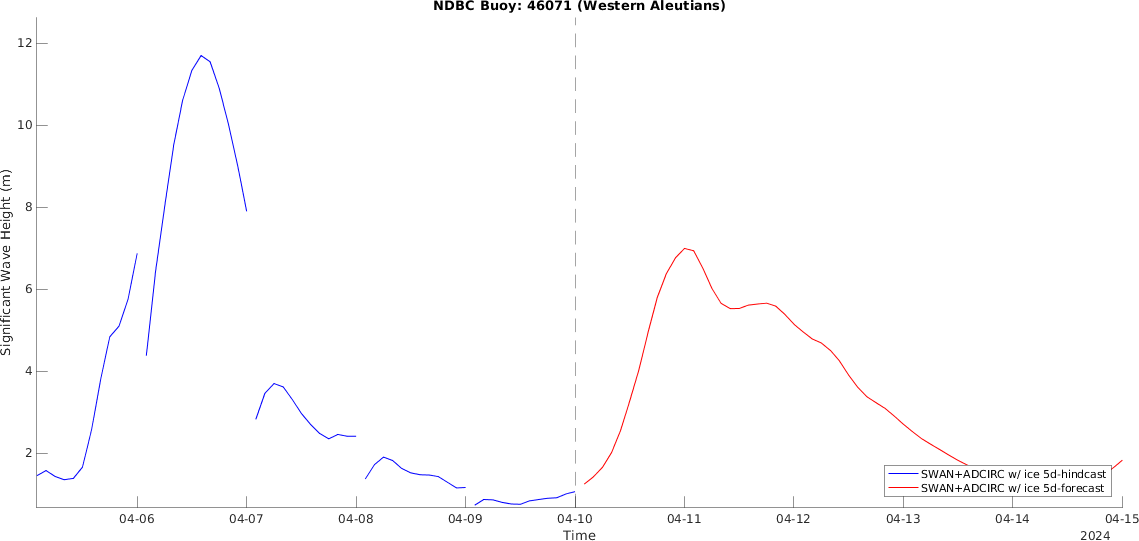 NDBC Buoy: 46071 (Western Aleutians)
12
10
8
6
4
2
Significant Wave Height (m)
SWAN+ADCIRC w/ ice 5d-hindcast
SWAN+ADCIRC w/ ice 5d-forecast
04-06 04-07 04-08 04-09 04-10 04-11 04-12 04-13 04-14 04-15
Time
2024